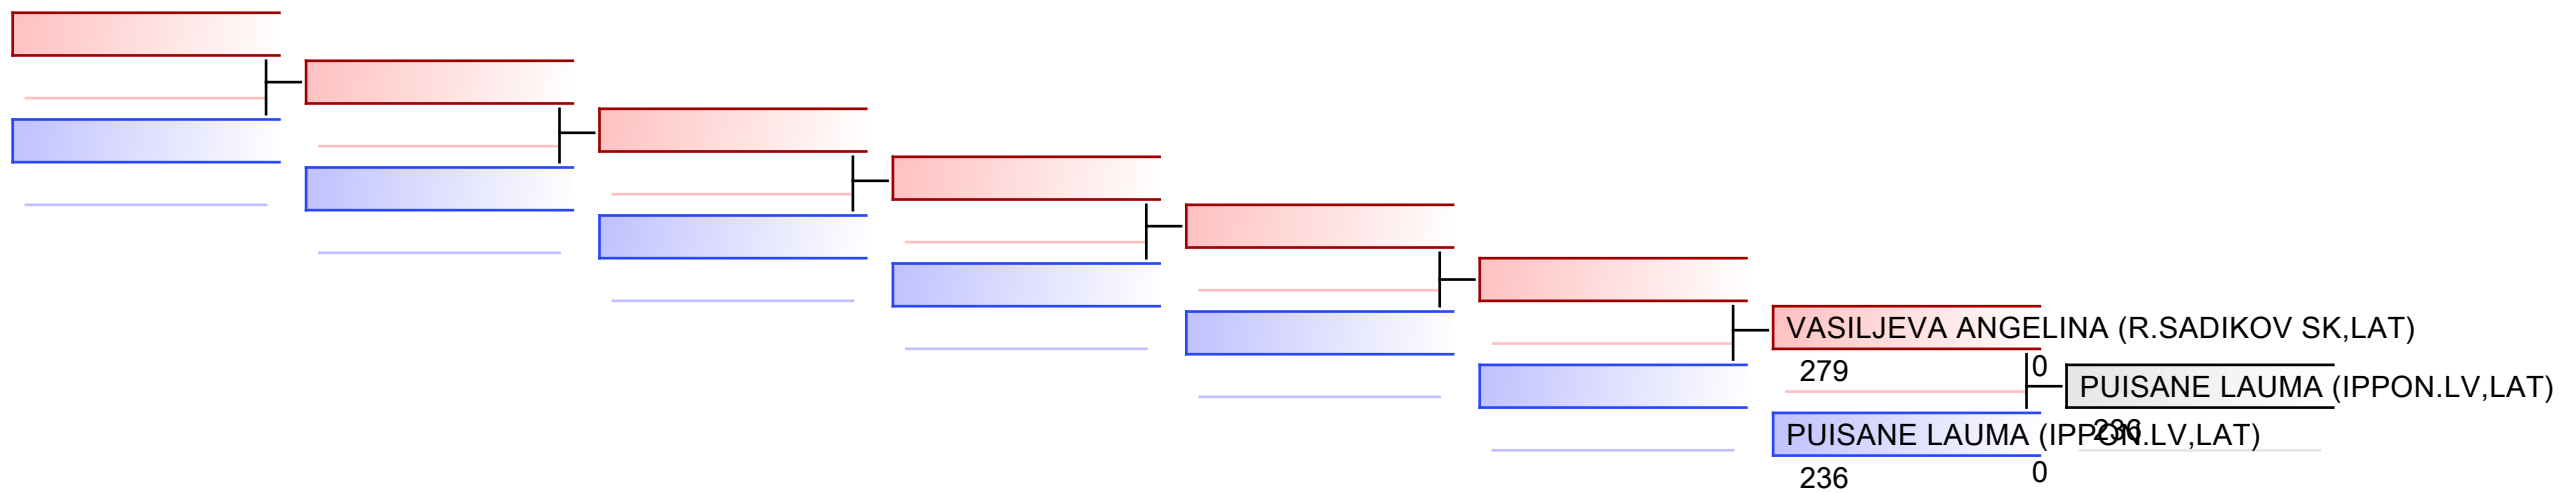 VASILJEVA ANGELINA (R.SADIKOV SK,LAT)
279
0
PUISANE LAUMA (IPPON.LV,LAT)
236
PUISANE LAUMA (IPPON.LV,LAT)
236
0